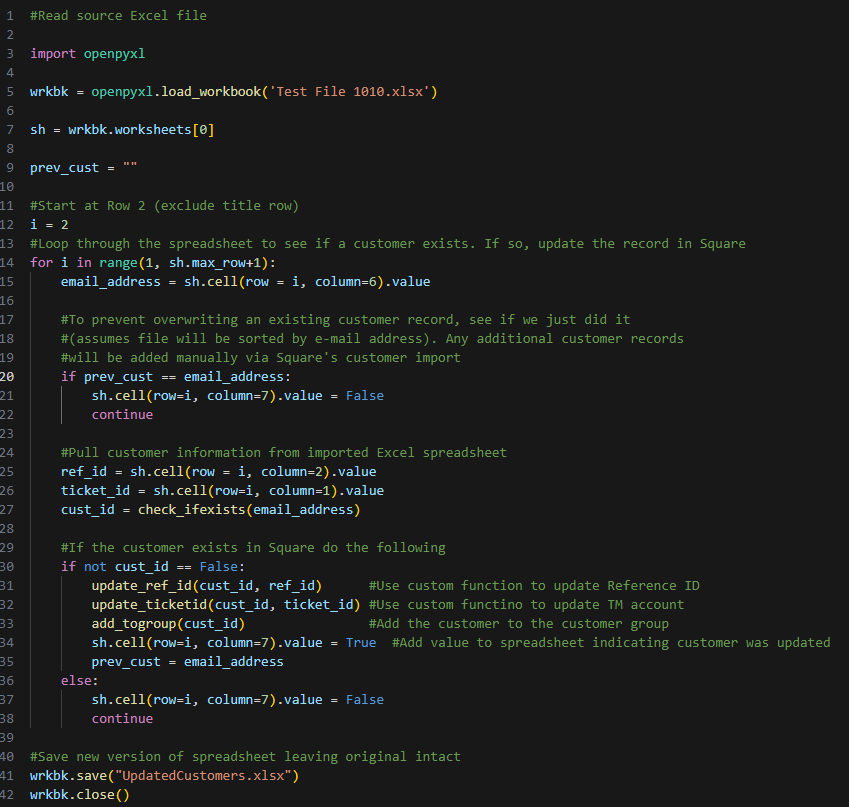 1 #Read source Excel file
2
3 import openpyxl
4
5 wrkbk = openpyxl.load_workbook('Test File 1010.xlsx')
6
7 sh = wrkbk.worksheets[0]
8
9 prev_cust = ""
10
11 #Start at Row 2 (exclude title row)
12 i = 2
13 #Loop through the spreadsheet to see if a customer exists. If so, update the record in Square
14 for i in range(1, sh.max_row+1):
15     email_address = sh.cell(row = i, column=6).value
16
17     #To prevent overwriting an existing customer record, see if we just did it
18     #(assumes file will be sorted by e-mail address). Any additional customer records
19     #will be added manually via Square's customer import
20     if prev_cust == email_address:
21         sh.cell(row=i, column=7).value = False
22         continue
23
24     #Pull customer information from imported Excel spreadsheet
25     ref_id = sh.cell(row = i, column=2).value
26     ticket_id = sh.cell(row=i, column=1).value
27     cust_id = check_ifexists(email_address)
28
29     #If the customer exists in Square do the following
30     if not cust_id == False:
31         update_ref_id(cust_id, ref_id)      #Use custom function to update Reference ID
32         update_ticketid(cust_id, ticket_id) #Use custom functino to update TM account
33         add_togroup(cust_id)                #Add the customer to the customer group
34         sh.cell(row=i, column=7).value = True  #Add value to spreadsheet indicating customer was updated
35         prev_cust = email_address
36     else:
37         sh.cell(row=i, column=7).value = False
38         continue
39
40 #Save new version of spreadsheet leaving original intact
41 wrkbk.save("UpdatedCustomers.xlsx")
42 wrkbk.close()